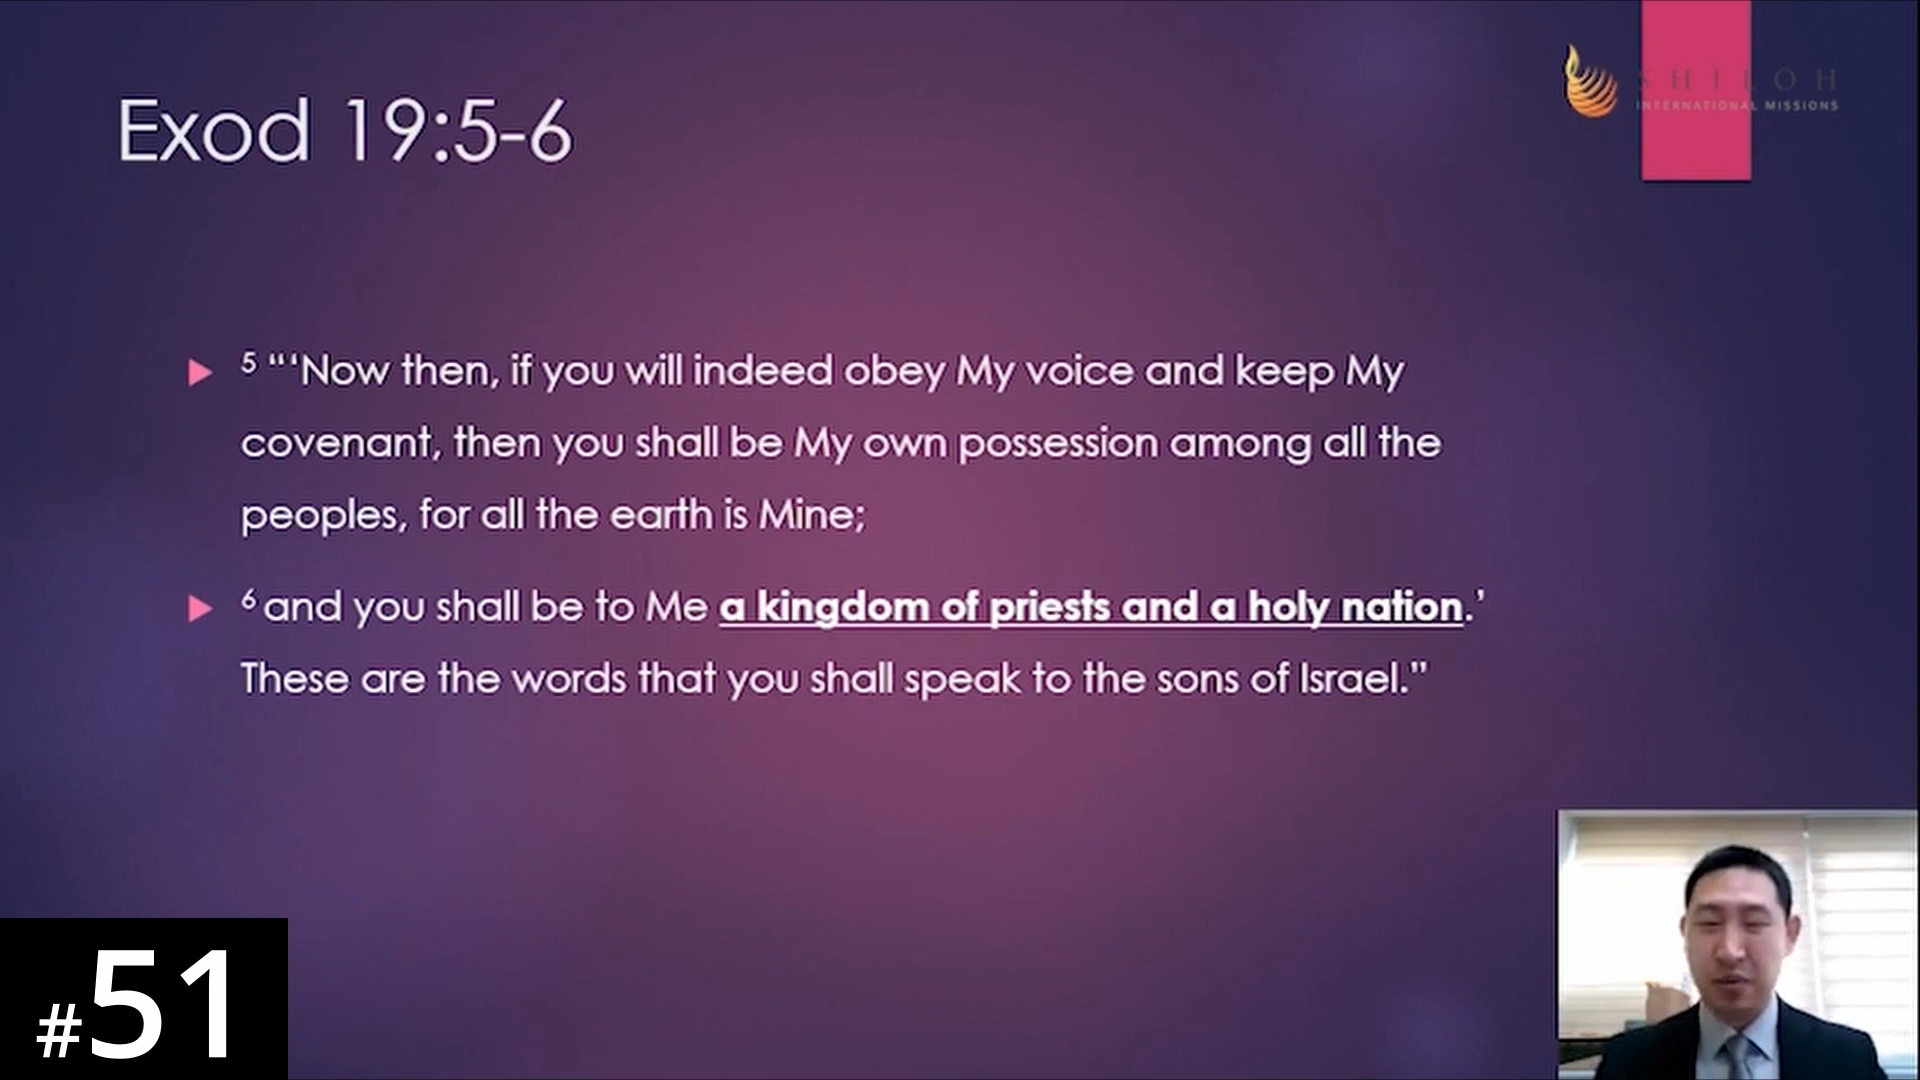 Exod 19:5-6
SHILOH
INTERNATIONAL MISSIONS
5 “‘Now then, if you will indeed obey My voice and keep My
covenant, then you shall be My own possession among all the
peoples, for all the earth is Mine;
6 and you shall be to Me a kingdom of priests and a holy nation.’
These are the words that you shall speak to the sons of Israel.”
#51